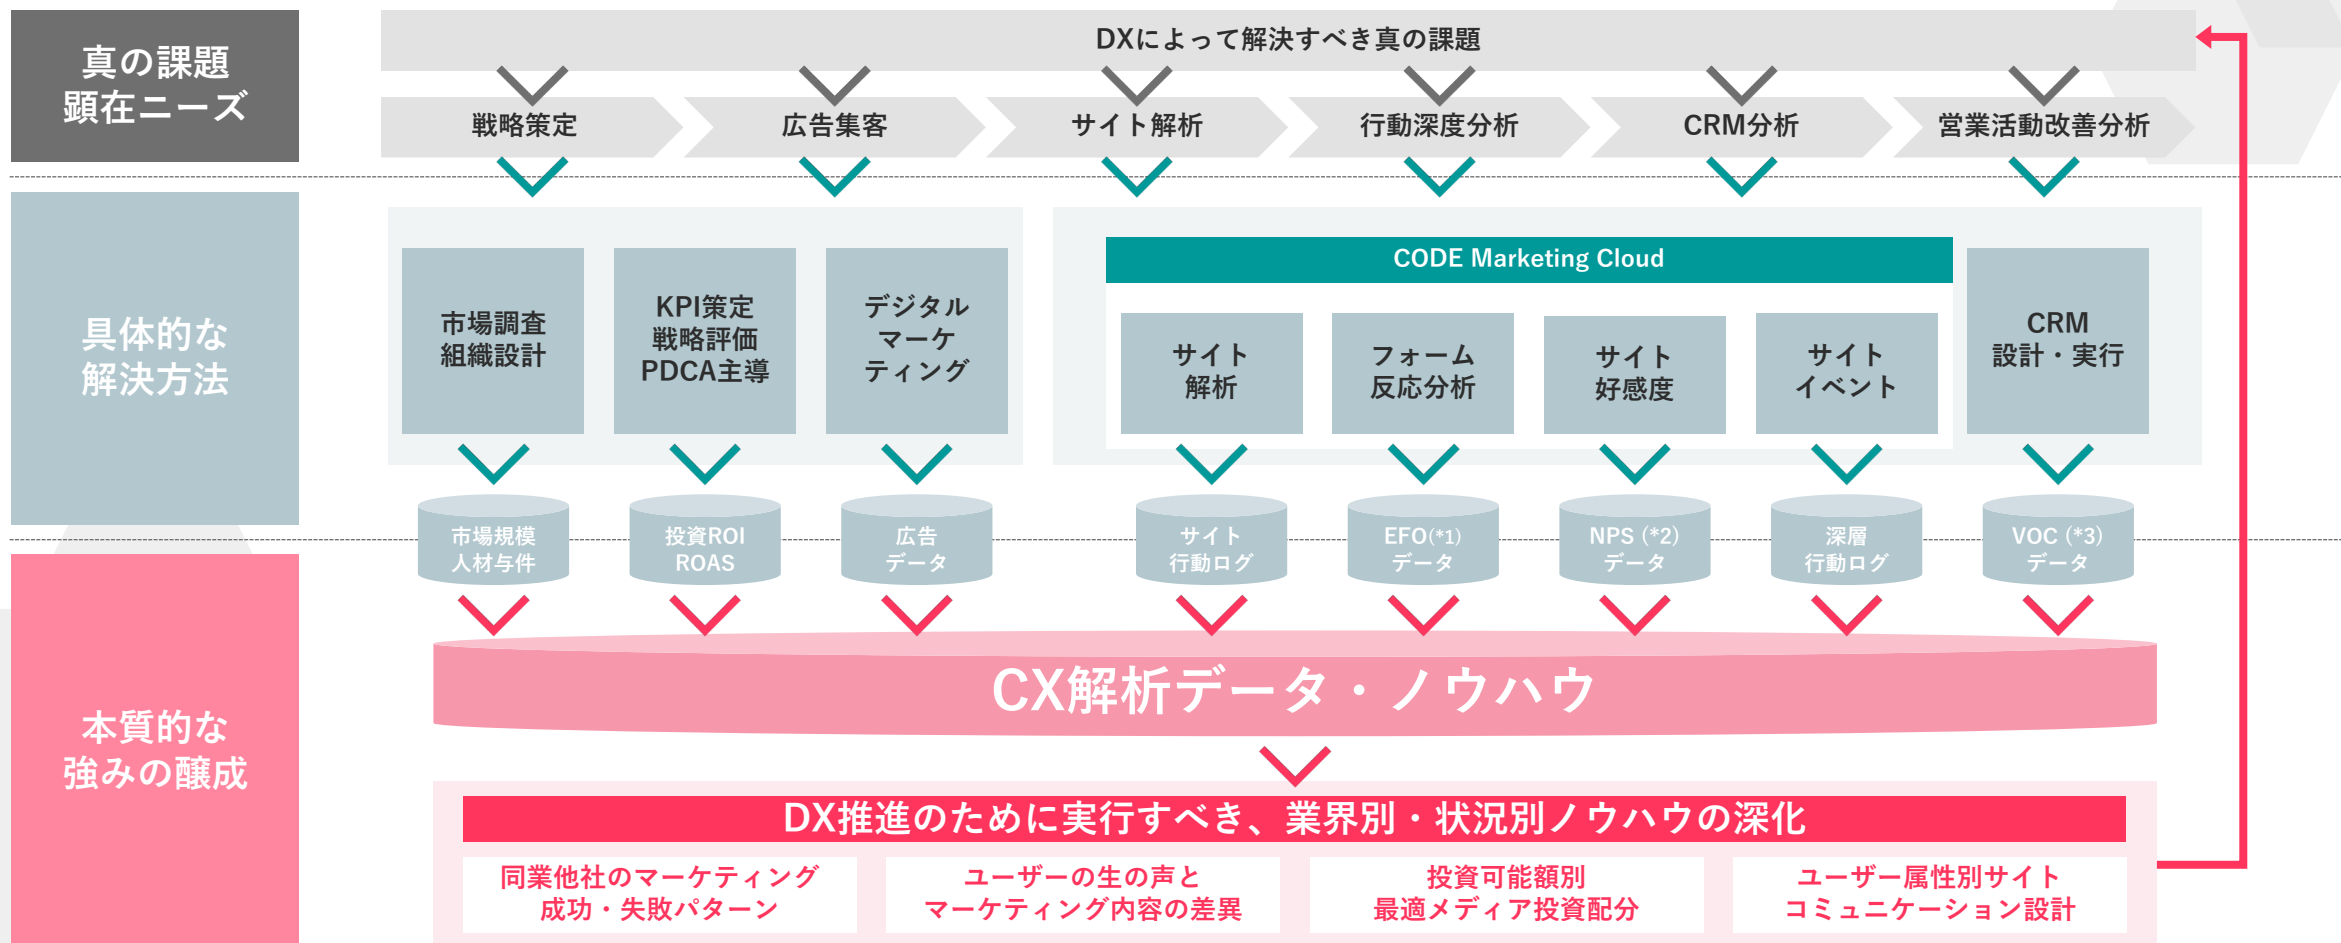 真の課題
顕在ニーズ
DXによって解決すべき真の課題
戦略策定
広告集客
サイト解析
行動深度分析
CRM分析
営業活動改善分析
具体的な
解決方法
市場調査
組織設計
KPI策定
戦略評価
PDCA主導
デジタル
マーケ
ティング
CODE Marketing Cloud
サイト
解析
フォーム
反応分析
サイト
好感度
サイト
イベント
CRM
設計・実行
市場規模
人材与件
投資ROI
ROAS
広告
データ
サイト
行動ログ
EFO(*1)
データ
NPS (*2)
データ
深層
行動ログ
VOC (*3)
データ
本質的な
強みの醸成
CX解析データ・ノウハウ
DX推進のために実行すべき、業界別・状況別ノウハウの深化
同業他社のマーケティング
成功・失敗パターン
ユーザーの生の声と
マーケティング内容の差異
投資可能額別
最適メディア投資配分
ユーザー属性別サイト
コミュニケーション設計